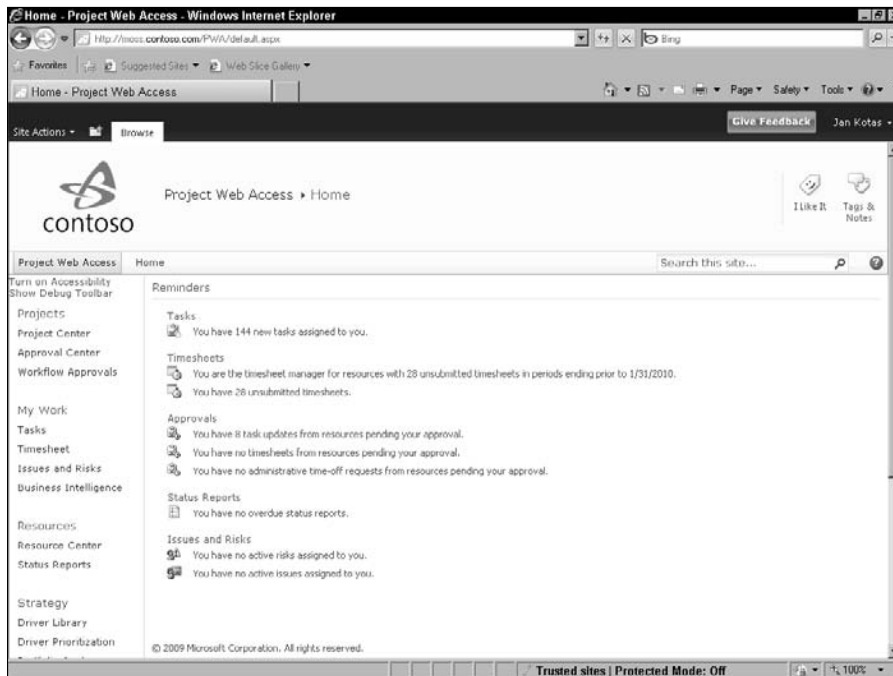 Home - Project Web Access - Windows Internet Explorer
http://moss.contoso.com/PWA/default.aspx
Bing
Favorites
Suggested Sites
Web Slice Gallery
Home - Project Web Access
Page
Safety
Tools
Site Actions
Browse
Give Feedback
Jan Kotas
contoso
Project Web Access
Home
I Like It
Tags &
Notes
Project Web Access
Home
Search this site...
Turn on Accessibility
Show Debug Toolbar
Projects
Project Center
Approval Center
Workflow Approvals
My Work
Tasks
Timesheet
Issues and Risks
Business Intelligence
Resources
Resource Center
Status Reports
Strategy
Driver Library
Driver Prioritization
Reminders
Tasks
You have 144 new tasks assigned to you.
Timesheets
You are the timesheet manager for resources with 28 unsubmitted timesheets in periods ending prior to 1/31/2010.
You have 28 unsubmitted timesheets.
Approvals
You have 8 task updates from resources pending your approval.
You have no timesheets from resources pending your approval.
You have no administrative time-off requests from resources pending your approval.
Status Reports
You have no overdue status reports.
Issues and Risks
You have no active risks assigned to you.
You have no active issues assigned to you.
© 2009 Microsoft Corporation. All rights reserved.
Trusted sites | Protected Mode: Off
100%